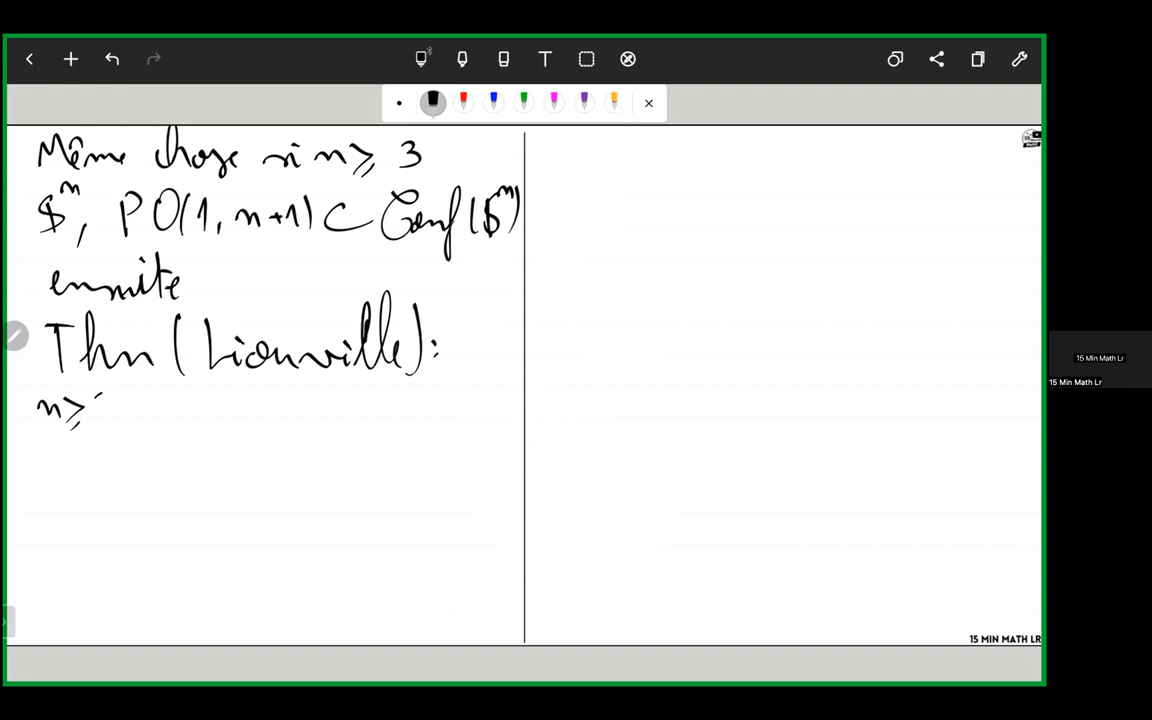 Même chose si n ≥ 3
$ⁿ, PO(1, n+1) ⊂ Conf($ⁿ)
ensuite
Thm (Liouville):
n ≥
15 Min Math Lr
15 Min Math Lr
15 MIN MATH LR